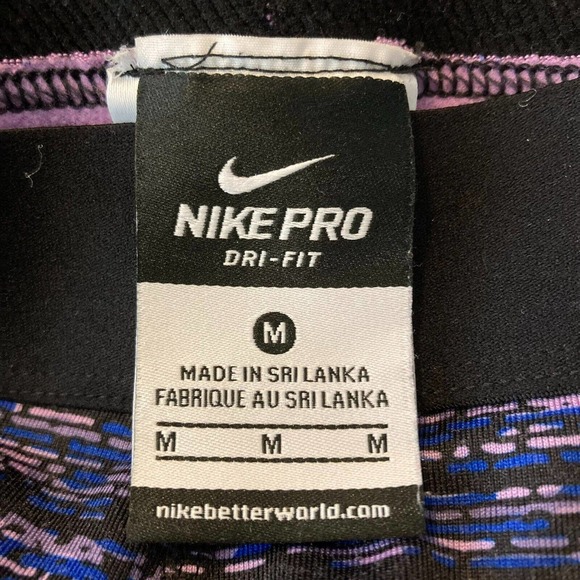 NIKE PRO
DRI-FIT
M
MADE IN SRI LANKA
FABRIQUE AU SRI LANKA
M M M
nikebetterworld.com